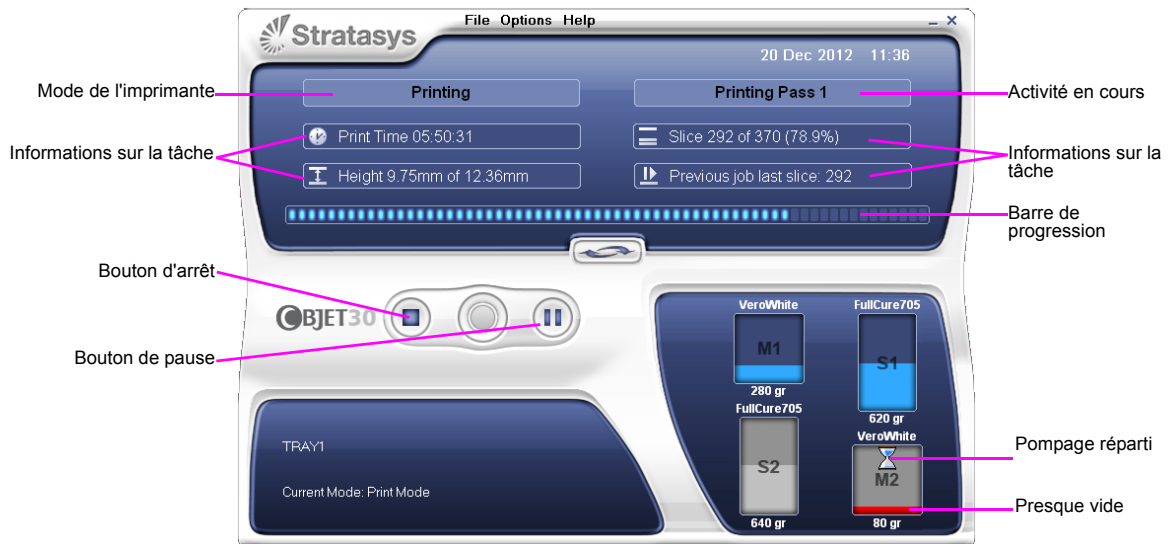 Stratasys
File Options Help
20 Dec 2012 11:36
Mode de l'imprimante
Printing
Printing Pass 1
Activité en cours
Informations sur la tâche
Print Time 05:50:31
Slice 292 of 370 (78.9%)
Informations sur la
tâche
Height 9.75mm of 12.36mm
Previous job last slice: 292
Barre de
progression
Bouton d'arrêt
OBJET30
Bouton de pause
VeroWhite
M1
280 gr
FullCure705
S1
620 gr
FullCure705
S2
640 gr
VeroWhite
M2
80 gr
Pompage réparti
Presque vide
TRAY1
Current Mode: Print Mode